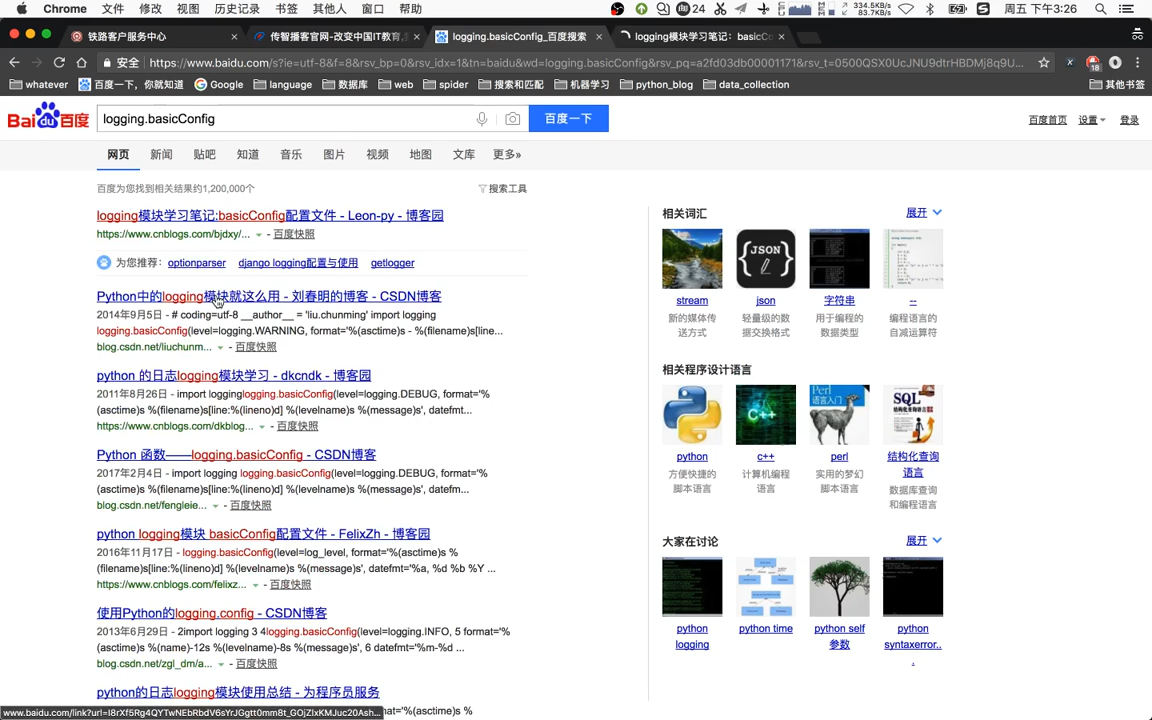 Chrome 文件 修改 视图 历史记录 书签 其他人 窗口 帮助 24 334.5KB/s 83.7KB/s 周五 下午3:26
铁路客户服务中心 传智播客官网-改变中国IT教育, logging.basicConfig_百度搜索 logging模块学习笔记：basicC
安全 https://www.baidu.com/s?ie=utf-8&f=8&rsv_bp=0&rsv_idx=1&tn=baidu&wd=logging.basicConfig&rsv_pq=a2fd03db00001171&rsv_t=0500QSX0UcJNU9dtrHBDMj8q9U... 18
whatever 百度一下，你就知道 Google language 数据库 web spider 搜索和匹配 机器学习 python_blog data_collection 其他书签
Bai du 百度 logging.basicConfig 百度一下 百度首页 设置 登录
网页 新闻 贴吧 知道 音乐 图片 视频 地图 文库 更多»
百度为您找到相关结果约1,200,000个 搜索工具
logging模块学习笔记:basicConfig配置文件 - Leon-py - 博客园
https://www.cnblogs.com/bjdxy/... - 百度快照
为您推荐： optionparser django logging配置与使用 getlogger
Python中的logging模块就这么用 - 刘春明的博客 - CSDN博客
2014年9月5日 - # coding=utf-8 __author__ = 'liu.chunming' import logging
logging.basicConfig(level=logging.WARNING, format='%(asctime)s - %(filename)s[line...
blog.csdn.net/liuchunm... - 百度快照
python 的日志logging模块学习 - dkcndk - 博客园
2011年8月26日 - import logginglogging.basicConfig(level=logging.DEBUG, format='%
(asctime)s %(filename)s[line:%(lineno)d] %(levelname)s %(message)s', datefmt...
https://www.cnblogs.com/dkblog... - 百度快照
Python 函数——logging.basicConfig - CSDN博客
2017年2月4日 - import logging logging.basicConfig(level=logging.DEBUG, format='%
(asctime)s %(filename)s[line:%(lineno)d] %(levelname)s %(message)s', datefm...
blog.csdn.net/fengleie... - 百度快照
python logging模块 basicConfig配置文件 - FelixZh - 博客园
2016年11月17日 - logging.basicConfig(level=log_level, format='%(asctime)s %
(filename)s[line:%(lineno)d] %(levelname)s %(message)s', datefmt='%a, %d %b %Y ...
https://www.cnblogs.com/felixz... - 百度快照
使用Python的logging.config - CSDN博客
2013年6月29日 - 2import logging 3 4logging.basicConfig(level=logging.INFO, 5 format='%
(asctime)s %(name)-12s %(levelname)-8s %(message)s', 6 datefmt='%m-%d ...
blog.csdn.net/zgl_dm/a... - 百度快照
python的日志logging模块使用总结 - 为程序员服务
='%(asctime)s %
www.baidu.com/link?url=I8rXf5Rg4QYTwNEbRbdV6sYrJGgtt0mm8t_GOjZIxKMJuc20Ash...
相关词汇 展开
JSON
stream json 字符串 --
新的媒体传 轻量级的数 用于编程的 编程语言的
送方式 据交换格式 数据类型 自减运算符
相关程序设计语言
C++ Perl 语言入门 SQL
python c++ perl 结构化查询
语言
方便快捷的 计算机编程 实用的梦幻 数据库查询
脚本语言 语言 脚本语言 和编程语言
大家在讨论 展开
python python time python self python
logging 参数 syntaxerror..
.